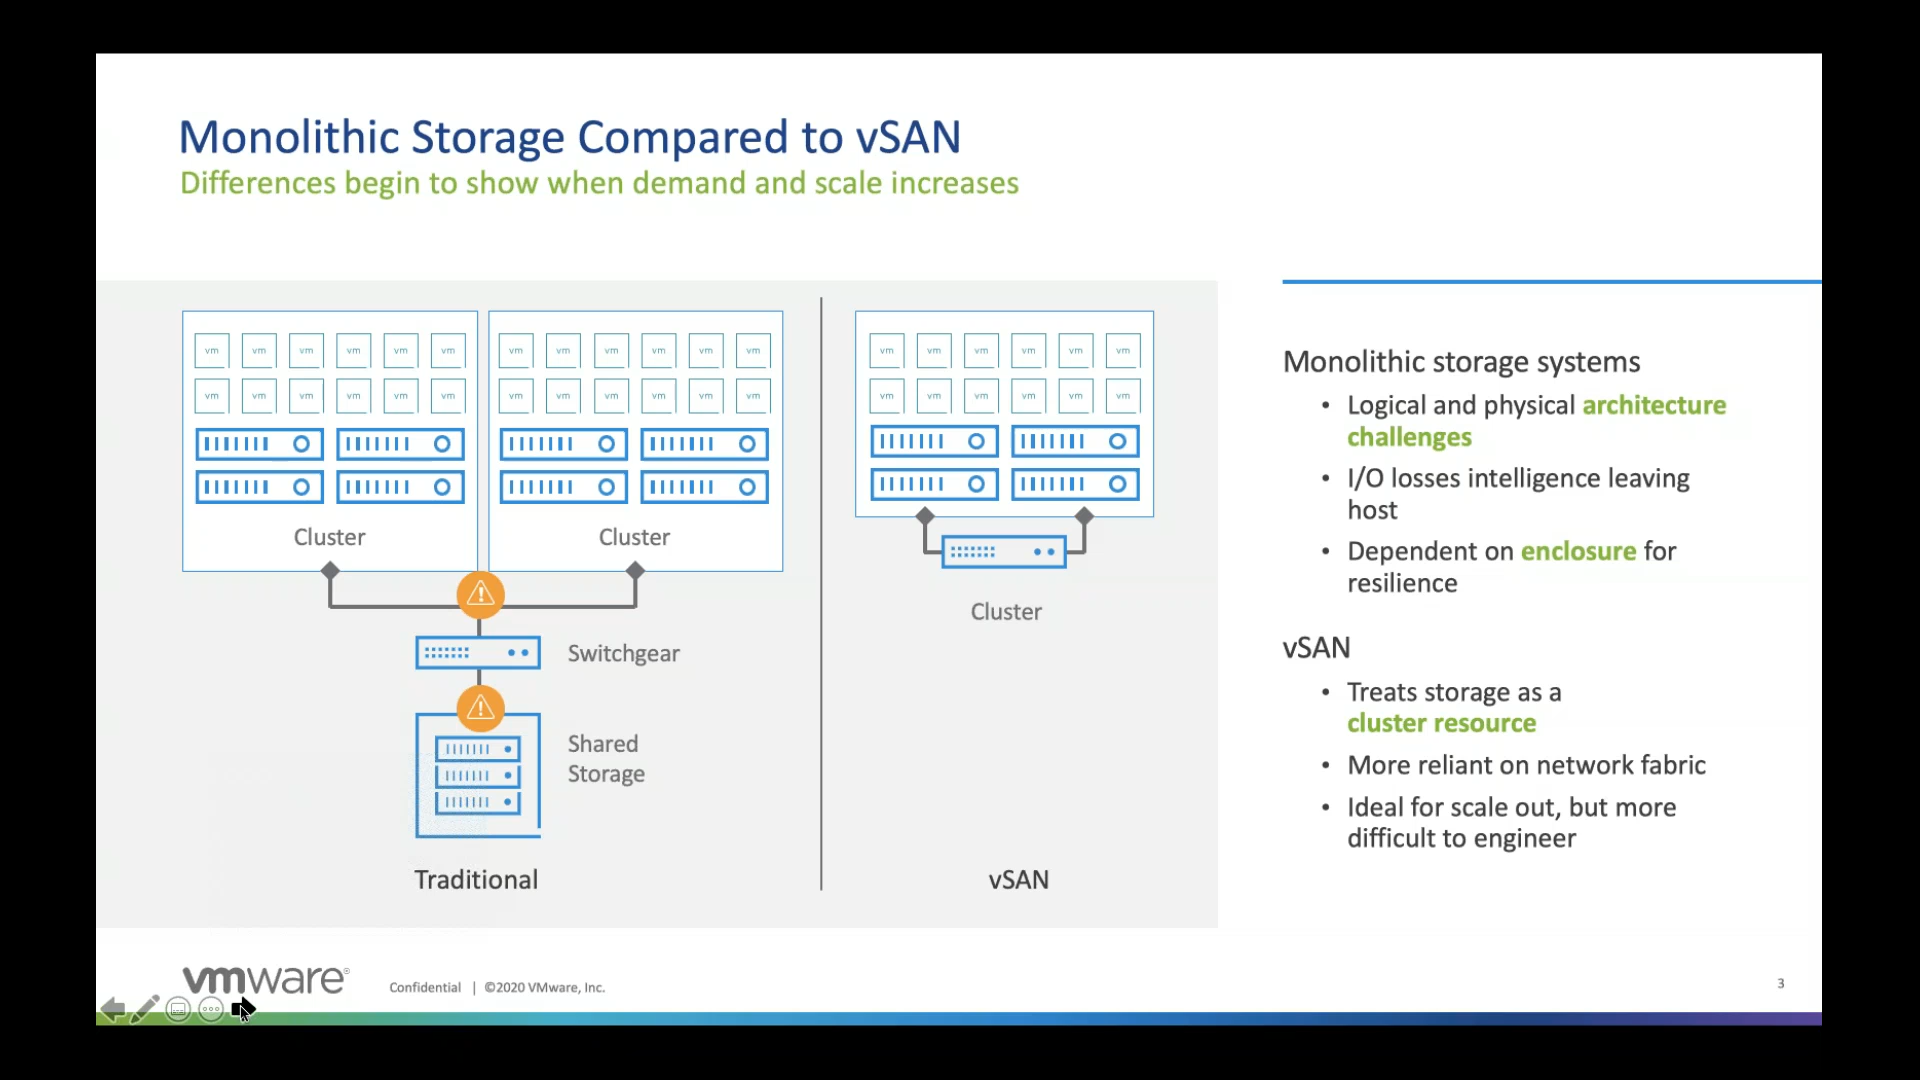 Monolithic Storage Compared to vSAN
Differences begin to show when demand and scale increases
vm vm vm vm vm vm vm vm vm vm vm vm
vm vm vm vm vm vm vm vm vm vm vm vm
Cluster Cluster
Switchgear
Shared
Storage
Traditional
vm vm vm vm vm vm
vm vm vm vm vm vm
Cluster
vSAN
Monolithic storage systems
• Logical and physical architecture
challenges
• I/O losses intelligence leaving
host
• Dependent on enclosure for
resilience
vSAN
• Treats storage as a
cluster resource
• More reliant on network fabric
• Ideal for scale out, but more
difficult to engineer
vmware® Confidential | ©2020 VMware, Inc.
3